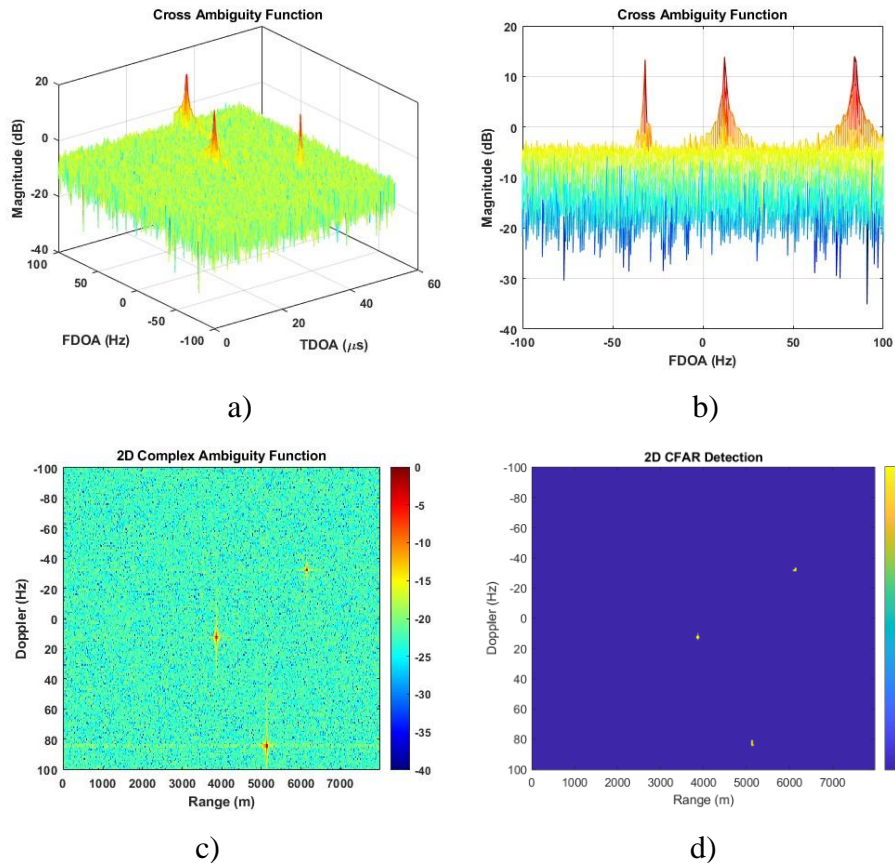 Cross Ambiguity Function
20
0
-20
-40
Magnitude (dB)
100
50
0
-50
-100
FDOA (Hz)
0
20
40
60
TDOA (μs)
a)
Cross Ambiguity Function
20
10
0
-10
-20
-30
-40
Magnitude (dB)
-100 -50 0 50 100
FDOA (Hz)
b)
2D Complex Ambiguity Function
-100
-80
-60
-40
-20
0
20
40
60
80
100
Doppler (Hz)
0 1000 2000 3000 4000 5000 6000 7000
Range (m)
0
-5
-10
-15
-20
-25
-30
-35
-40
c)
2D CFAR Detection
-100
-80
-60
-40
-20
0
20
40
60
80
100
Doppler (Hz)
0 1000 2000 3000 4000 5000 6000 7000
Range (m)
d)